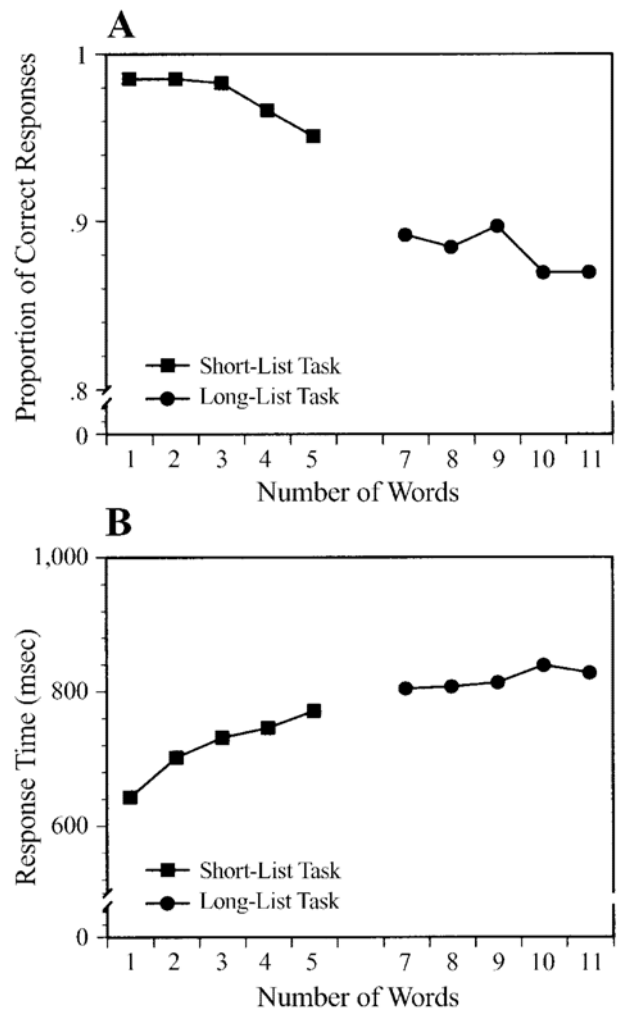 A
Proportion of Correct Responses
1
.9
.8
0
Short-List Task
Long-List Task
1 2 3 4 5 7 8 9 10 11
Number of Words
B
Response Time (msec)
1,000
800
600
0
Short-List Task
Long-List Task
1 2 3 4 5 7 8 9 10 11
Number of Words